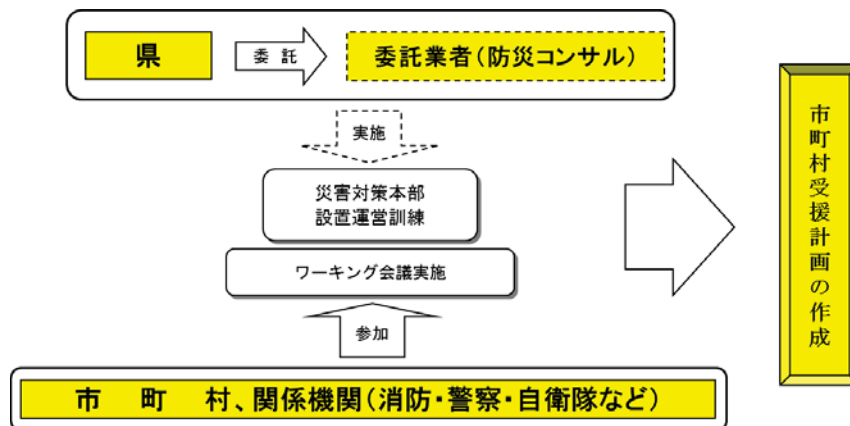 県
委託
委託業者(防災コンサル)
実施
災害対策本部
設置運営訓練
ワーキング会議実施
参加
市 町 村、関係機関(消防・警察・自衛隊など)
市町村受援計画の作成